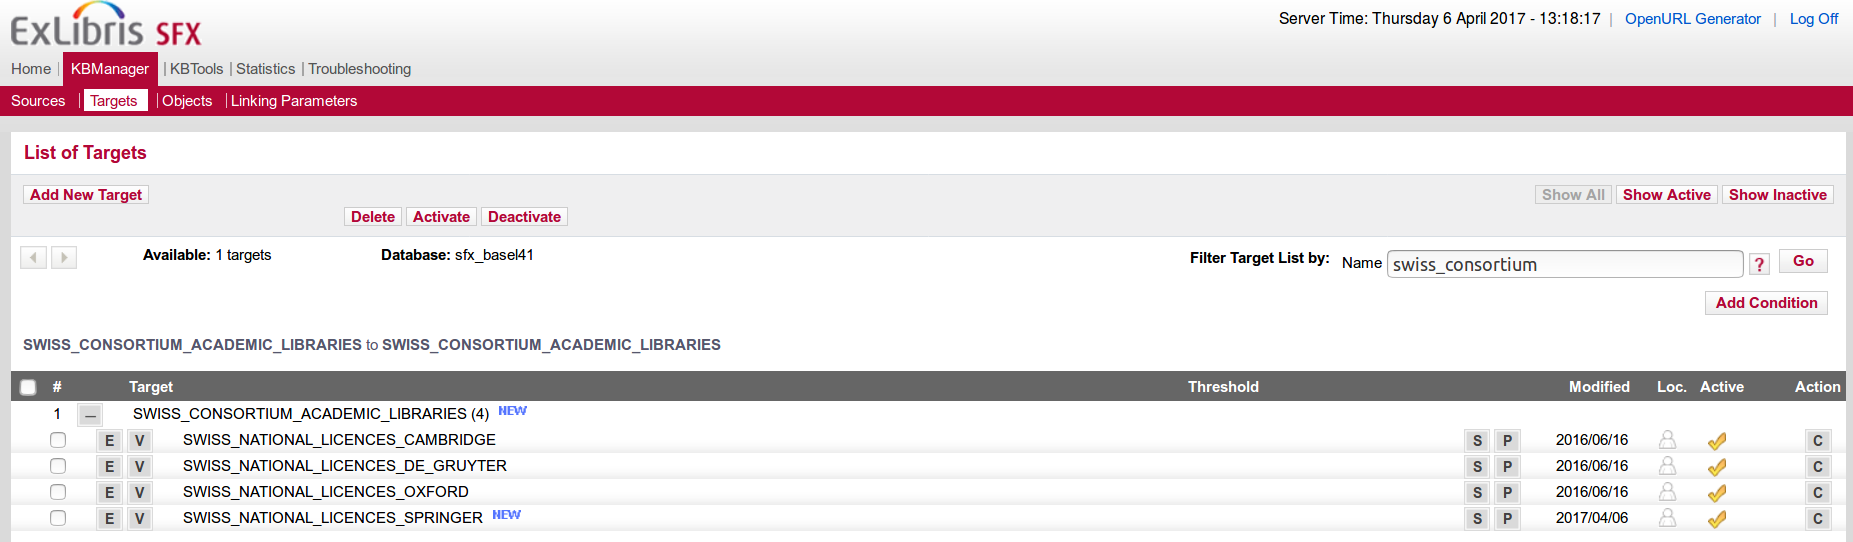 ExLibris SFX
Server Time: Thursday 6 April 2017 - 13:18:17 | OpenURL Generator | Log Off
Home | KBManager | KBTools | Statistics | Troubleshooting
Sources | Targets | Objects | Linking Parameters
List of Targets
Add New Target
Show All Show Active Show Inactive
Delete Activate Deactivate
Available: 1 targets Database: sfx_basel41 Filter Target List by: Name swiss_consortium ? Go
Add Condition
SWISS_CONSORTIUM_ACADEMIC_LIBRARIES to SWISS_CONSORTIUM_ACADEMIC_LIBRARIES
# Target Threshold Modified Loc. Active Action
1 – SWISS_CONSORTIUM_ACADEMIC_LIBRARIES (4) NEW
E V SWISS_NATIONAL_LICENCES_CAMBRIDGE S P 2016/06/16 C
E V SWISS_NATIONAL_LICENCES_DE_GRUYTER S P 2016/06/16 C
E V SWISS_NATIONAL_LICENCES_OXFORD S P 2016/06/16 C
E V SWISS_NATIONAL_LICENCES_SPRINGER NEW S P 2017/04/06 C